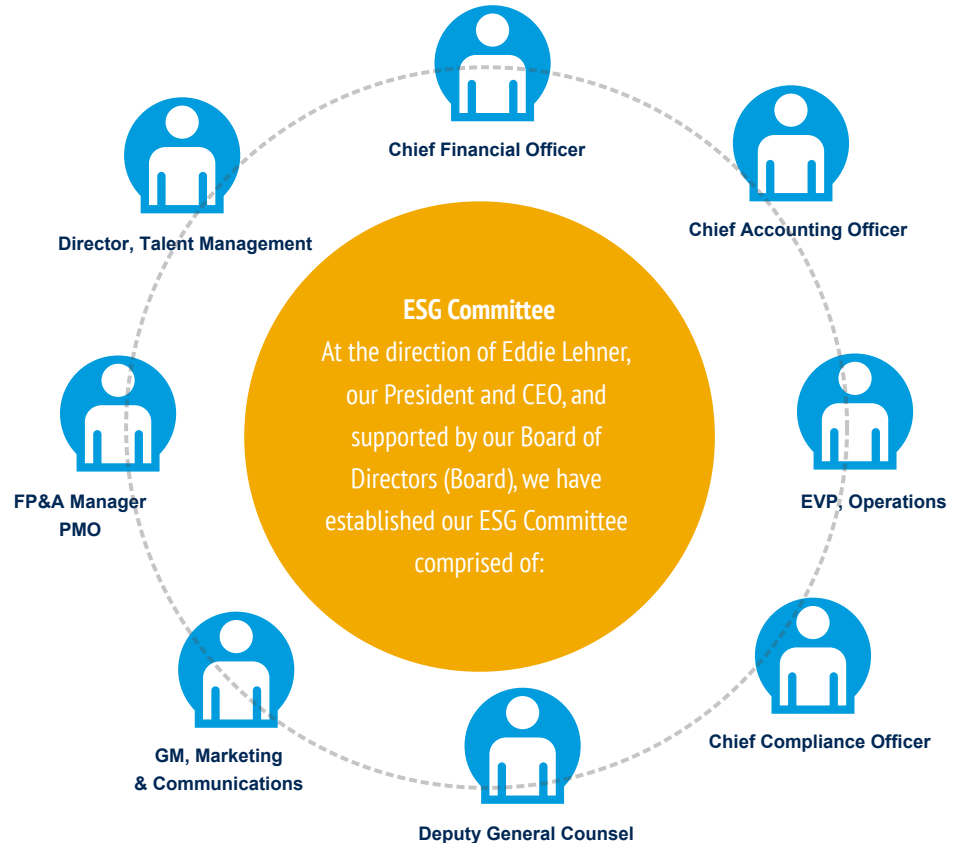 Chief Financial Officer
Chief Accounting Officer
Director, Talent Management
ESG Committee
At the direction of Eddie Lehner,
our President and CEO, and
supported by our Board of
Directors (Board), we have
established our ESG Committee
comprised of:
FP&A Manager
PMO
EVP, Operations
GM, Marketing
& Communications
Chief Compliance Officer
Deputy General Counsel